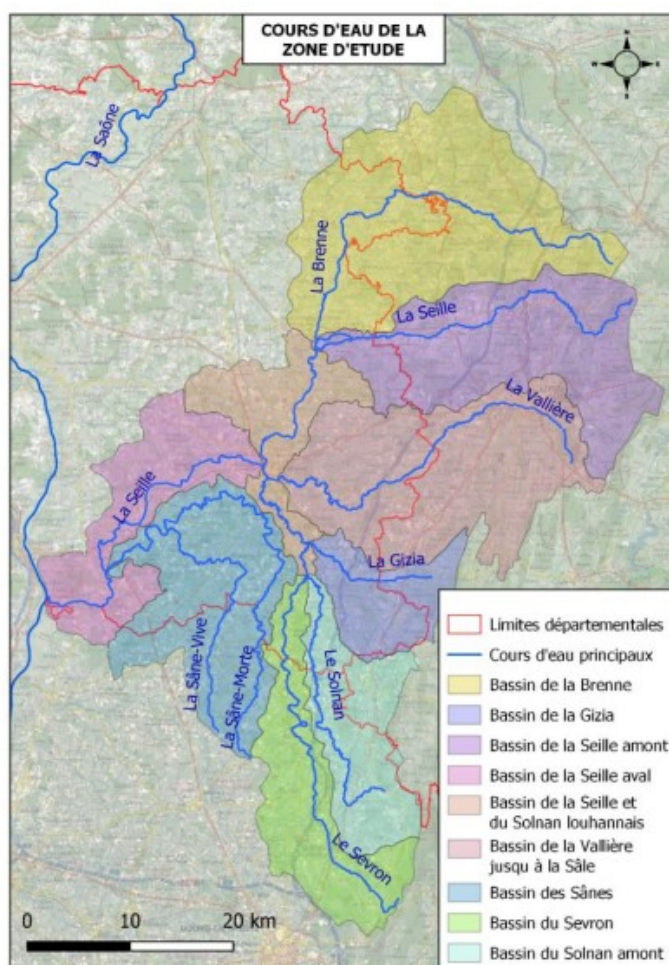 COURS D'EAU DE LA
ZONE D'ETUDE
N
W
E
S
La Saône
La Brenne
La Seille
La Vallière
La Seille
La Gizia
La Sâne-Vive
La Sâne-Morte
Le Solnan
Le Sevron
Limites départementales
Cours d'eau principaux
Bassin de la Brenne
Bassin de la Gizia
Bassin de la Seille amont
Bassin de la Seille aval
Bassin de la Seille et
du Solnan louhannais
Bassin de la Vallière
jusqu à la Sâle
Bassin des Sânes
Bassin du Sevron
Bassin du Solnan amont
0 10 20 km